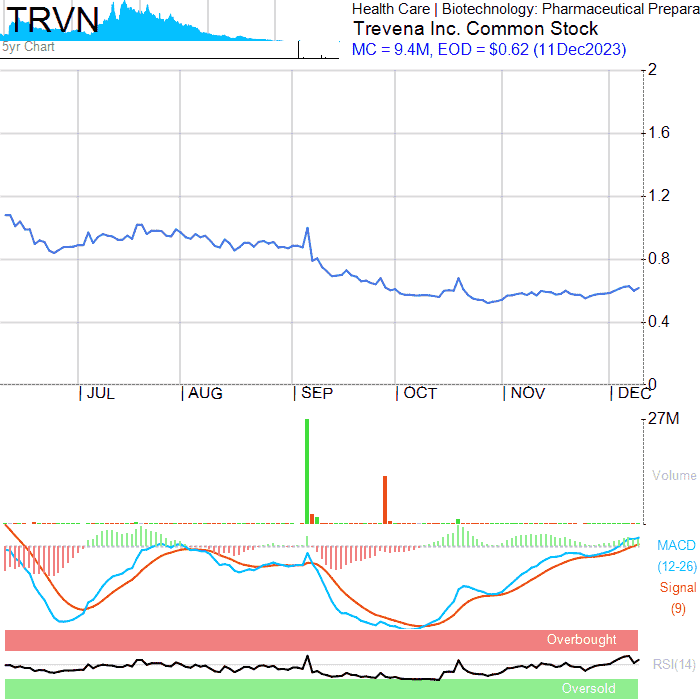 TRVN
Health Care | Biotechnology: Pharmaceutical Prepara
Trevena Inc. Common Stock
5yr Chart
MC = 9.4M, EOD = $0.62 (11Dec2023)
2
1.6
1.2
0.8
0.4
0
| JUL | AUG | SEP | OCT | NOV | DEC
27M
Volume
MACD
(12-26)
Signal
(9)
Overbought
RSI(14)
Oversold